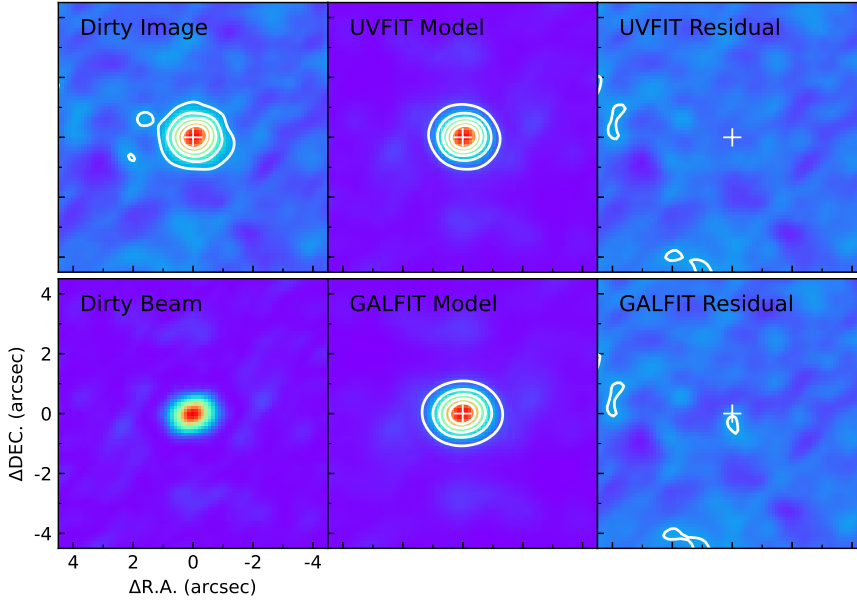 Dirty Image
UVFIT Model
UVFIT Residual
Dirty Beam
GALFIT Model
GALFIT Residual
4
2
0
-2
-4
ΔDEC. (arcsec)
4
2
0
-2
-4
ΔR.A. (arcsec)